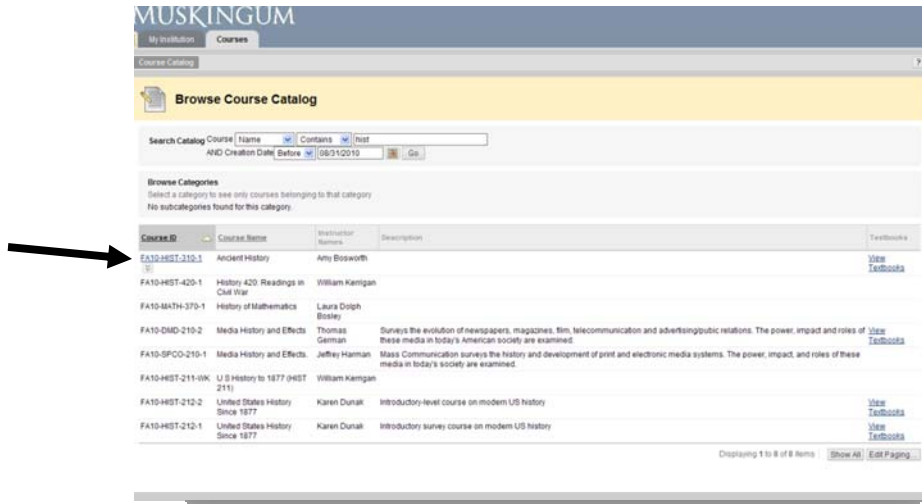 MUSKINGUM
My Institution Courses
Course Catalog ?
Browse Course Catalog
Search Catalog Course Name Contains hist
AND Creation Date Before 08/31/2010 Go
Browse Categories
Select a category to see only courses belonging to that category
No subcategories found for this category.
Course ID Course Name Instructor Names Description Textbooks
FA10-HIST-310-1 Ancient History Amy Bosworth View Textbooks
FA10-HIST-420-1 History 420: Readings in William Kerrigan
Civil War
FA10-MATH-370-1 History of Mathematics Laura Dolph
Bosley
FA10-DMD-210-2 Media History and Effects Thomas Surveys the evolution of newspapers, magazines, film, telecommunication and advertising/pubic relations. The power, impact and roles of View
German these media in today's American society are examined. Textbooks
FA10-SPCO-210-1 Media History and Effects. Jeffrey Harman Mass Communication surveys the history and development of print and electronic media systems. The power, impact, and roles of these
media in today's society are examined.
FA10-HIST-211-WK U S History to 1877 (HIST William Kerrigan
211)
FA10-HIST-212-2 United States History Karen Dunak Introductory-level course on modern US history View
Since 1877 Textbooks
FA10-HIST-212-1 United States History Karen Dunak Introductory survey course on modern US history View
Since 1877 Textbooks
Displaying 1 to 8 of 8 items Show All Edit Paging...